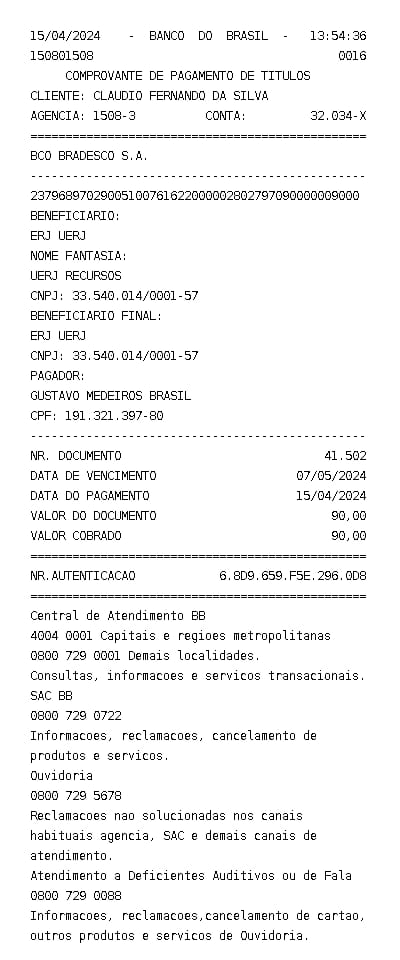 15/04/2024 - BANCO DO BRASIL - 13:54:36
150801508 0016
COMPROVANTE DE PAGAMENTO DE TITULOS
CLIENTE: CLAUDIO FERNANDO DA SILVA
AGENCIA: 1508-3 CONTA: 32.034-X
================================================
BCO BRADESCO S.A.
------------------------------------------------
23796897029005100761622000002802797090000009000
BENEFICIARIO:
ERJ UERJ
NOME FANTASIA:
UERJ RECURSOS
CNPJ: 33.540.014/0001-57
BENEFICIARIO FINAL:
ERJ UERJ
CNPJ: 33.540.014/0001-57
PAGADOR:
GUSTAVO MEDEIROS BRASIL
CPF: 191.321.397-80
------------------------------------------------
NR. DOCUMENTO 41.502
DATA DE VENCIMENTO 07/05/2024
DATA DO PAGAMENTO 15/04/2024
VALOR DO DOCUMENTO 90,00
VALOR COBRADO 90,00
================================================
NR.AUTENTICACAO 6.8D9.659.F5E.296.0D8
================================================
Central de Atendimento BB
4004 0001 Capitais e regioes metropolitanas
0800 729 0001 Demais localidades.
Consultas, informacoes e servicos transacionais.
SAC BB
0800 729 0722
Informacoes, reclamacoes, cancelamento de
produtos e servicos.
Ouvidoria
0800 729 5678
Reclamacoes nao solucionadas nos canais
habituais agencia, SAC e demais canais de
atendimento.
Atendimento a Deficientes Auditivos ou de Fala
0800 729 0088
Informacoes, reclamacoes,cancelamento de cartao,
outros produtos e servicos de Ouvidoria.